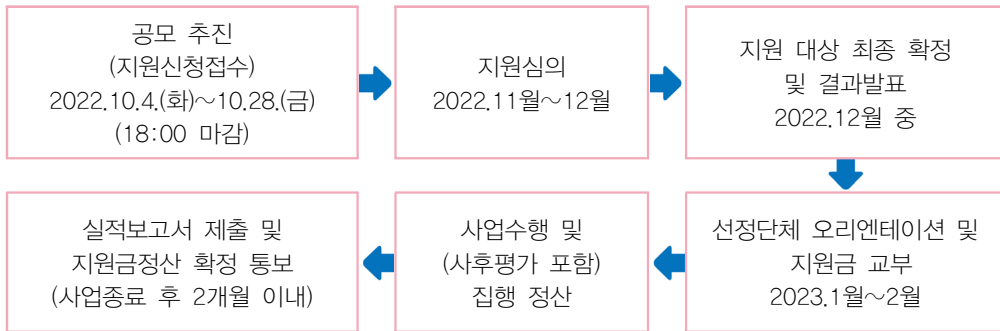 공모 추진
(지원신청접수)
2022.10.4.(화)~10.28.(금)
(18:00 마감)
지원심의
2022.11월~12월
지원 대상 최종 확정
및 결과발표
2022.12월 중
선정단체 오리엔테이션 및
지원금 교부
2023.1월~2월
사업수행 및
(사후평가 포함)
집행 정산
실적보고서 제출 및
지원금정산 확정 통보
(사업종료 후 2개월 이내)